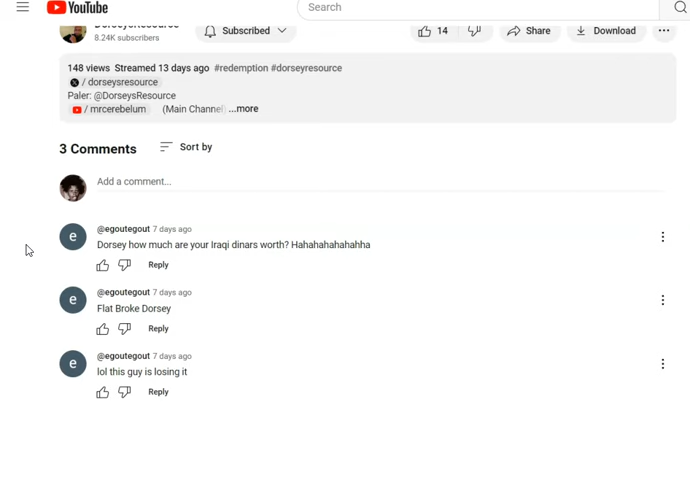 YouTube
Search
DorseysResource
8.24K subscribers
Subscribed
14
Share
Download
148 views Streamed 13 days ago #redemption #dorseyresource
/ dorseysresource
Paler: @DorseysResource
/ mrcerebelum (Main Channel) ...more
3 Comments
Sort by
Add a comment...
e
@egoutegout 7 days ago
Dorsey how much are your Iraqi dinars worth? Hahahahahahahha
Reply
e
@egoutegout 7 days ago
Flat Broke Dorsey
Reply
e
@egoutegout 7 days ago
lol this guy is losing it
Reply